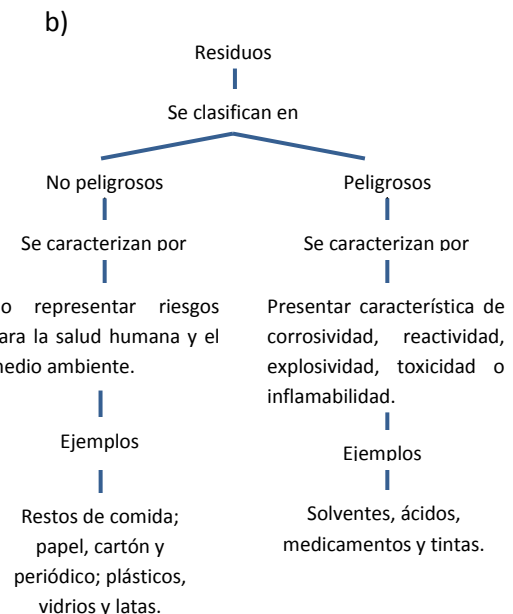 b)
Residuos
Se clasifican en
No peligrosos
Se caracterizan por
o representar riesgos
ara la salud humana y el
medio ambiente.
Ejemplos
Restos de comida;
papel, cartón y
periódico; plásticos,
vidrios y latas.
Peligrosos
Se caracterizan por
Presentar característica de
corrosividad, reactividad,
explosividad, toxicidad o
inflamabilidad.
Ejemplos
Solventes, ácidos,
medicamentos y tintas.